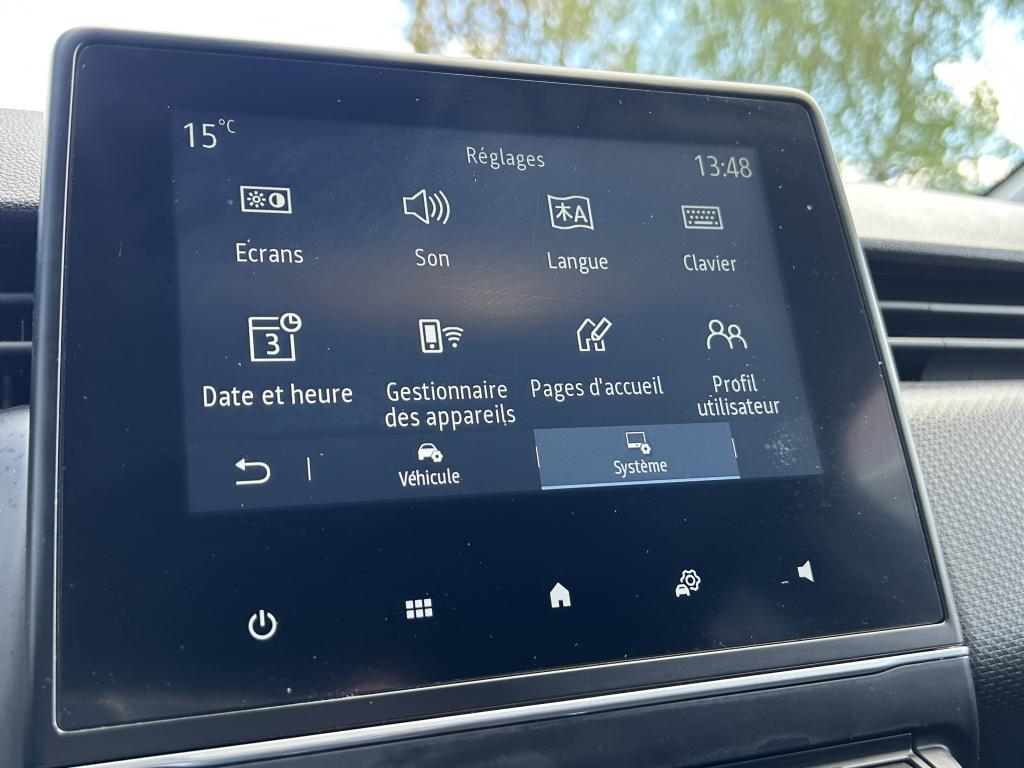 15°C
Réglages
13:48
Ecrans
Son
Langue
Clavier
3
Date et heure
Gestionnaire
des appareils
Pages d'accueil
Profil
utilisateur
Véhicule
Système